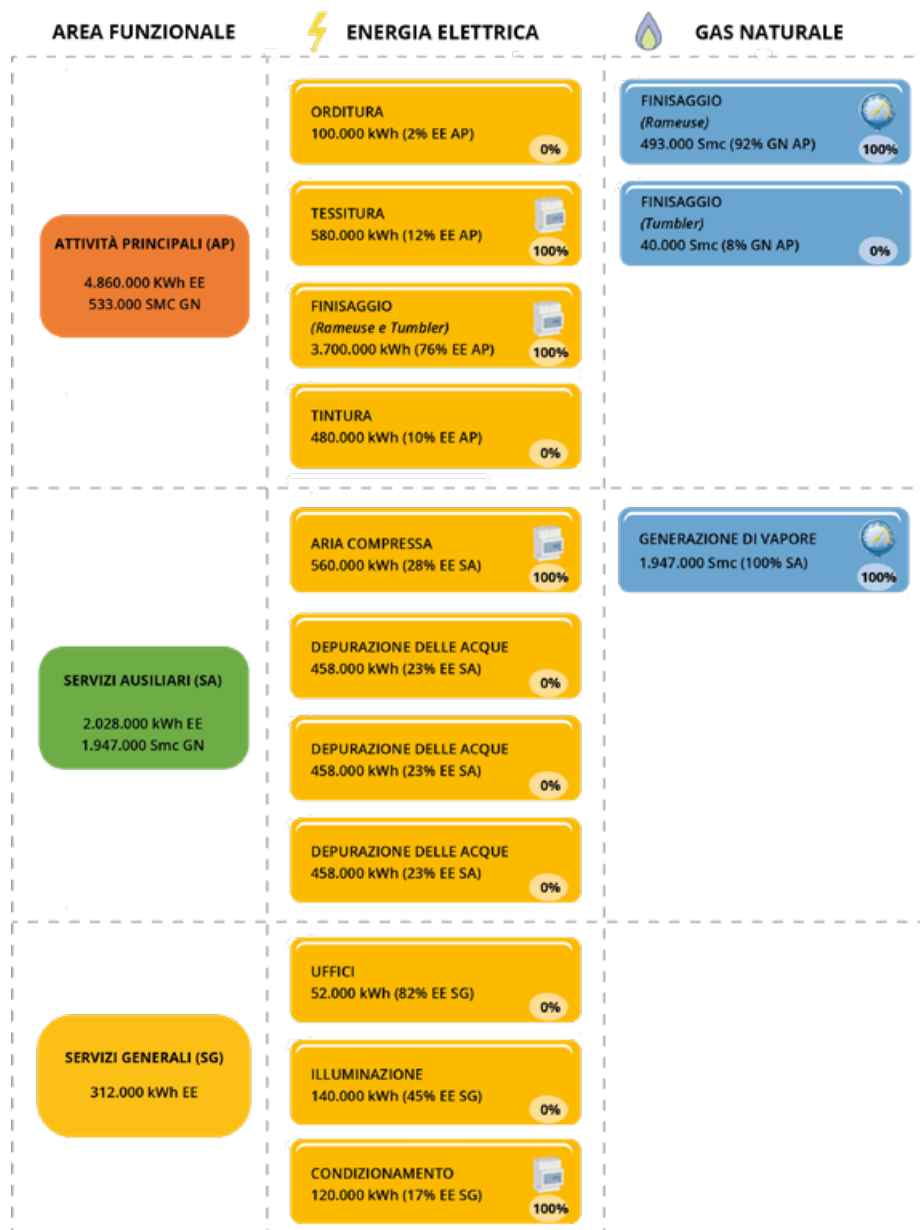 AREA FUNZIONALE
ENERGIA ELETTRICA
GAS NATURALE
ATTIVITÀ PRINCIPALI (AP)
4.860.000 KWh EE
533.000 SMC GN
ORDITURA
100.000 kWh (2% EE AP)
0%
TESSITURA
580.000 kWh (12% EE AP)
100%
FINISAGGIO
(Rameuse e Tumbler)
3.700.000 kWh (76% EE AP)
100%
TINTURA
480.000 kWh (10% EE AP)
0%
FINISAGGIO
(Rameuse)
493.000 Smc (92% GN AP)
100%
FINISAGGIO
(Tumbler)
40.000 Smc (8% GN AP)
0%
SERVIZI AUSILIARI (SA)
2.028.000 kWh EE
1.947.000 Smc GN
ARIA COMPRESSA
560.000 kWh (28% EE SA)
100%
DEPURAZIONE DELLE ACQUE
458.000 kWh (23% EE SA)
0%
DEPURAZIONE DELLE ACQUE
458.000 kWh (23% EE SA)
0%
DEPURAZIONE DELLE ACQUE
458.000 kWh (23% EE SA)
0%
GENERAZIONE DI VAPORE
1.947.000 Smc (100% SA)
100%
SERVIZI GENERALI (SG)
312.000 kWh EE
UFFICI
52.000 kWh (82% EE SG)
0%
ILLUMINAZIONE
140.000 kWh (45% EE SG)
0%
CONDIZIONAMENTO
120.000 kWh (17% EE SG)
100%